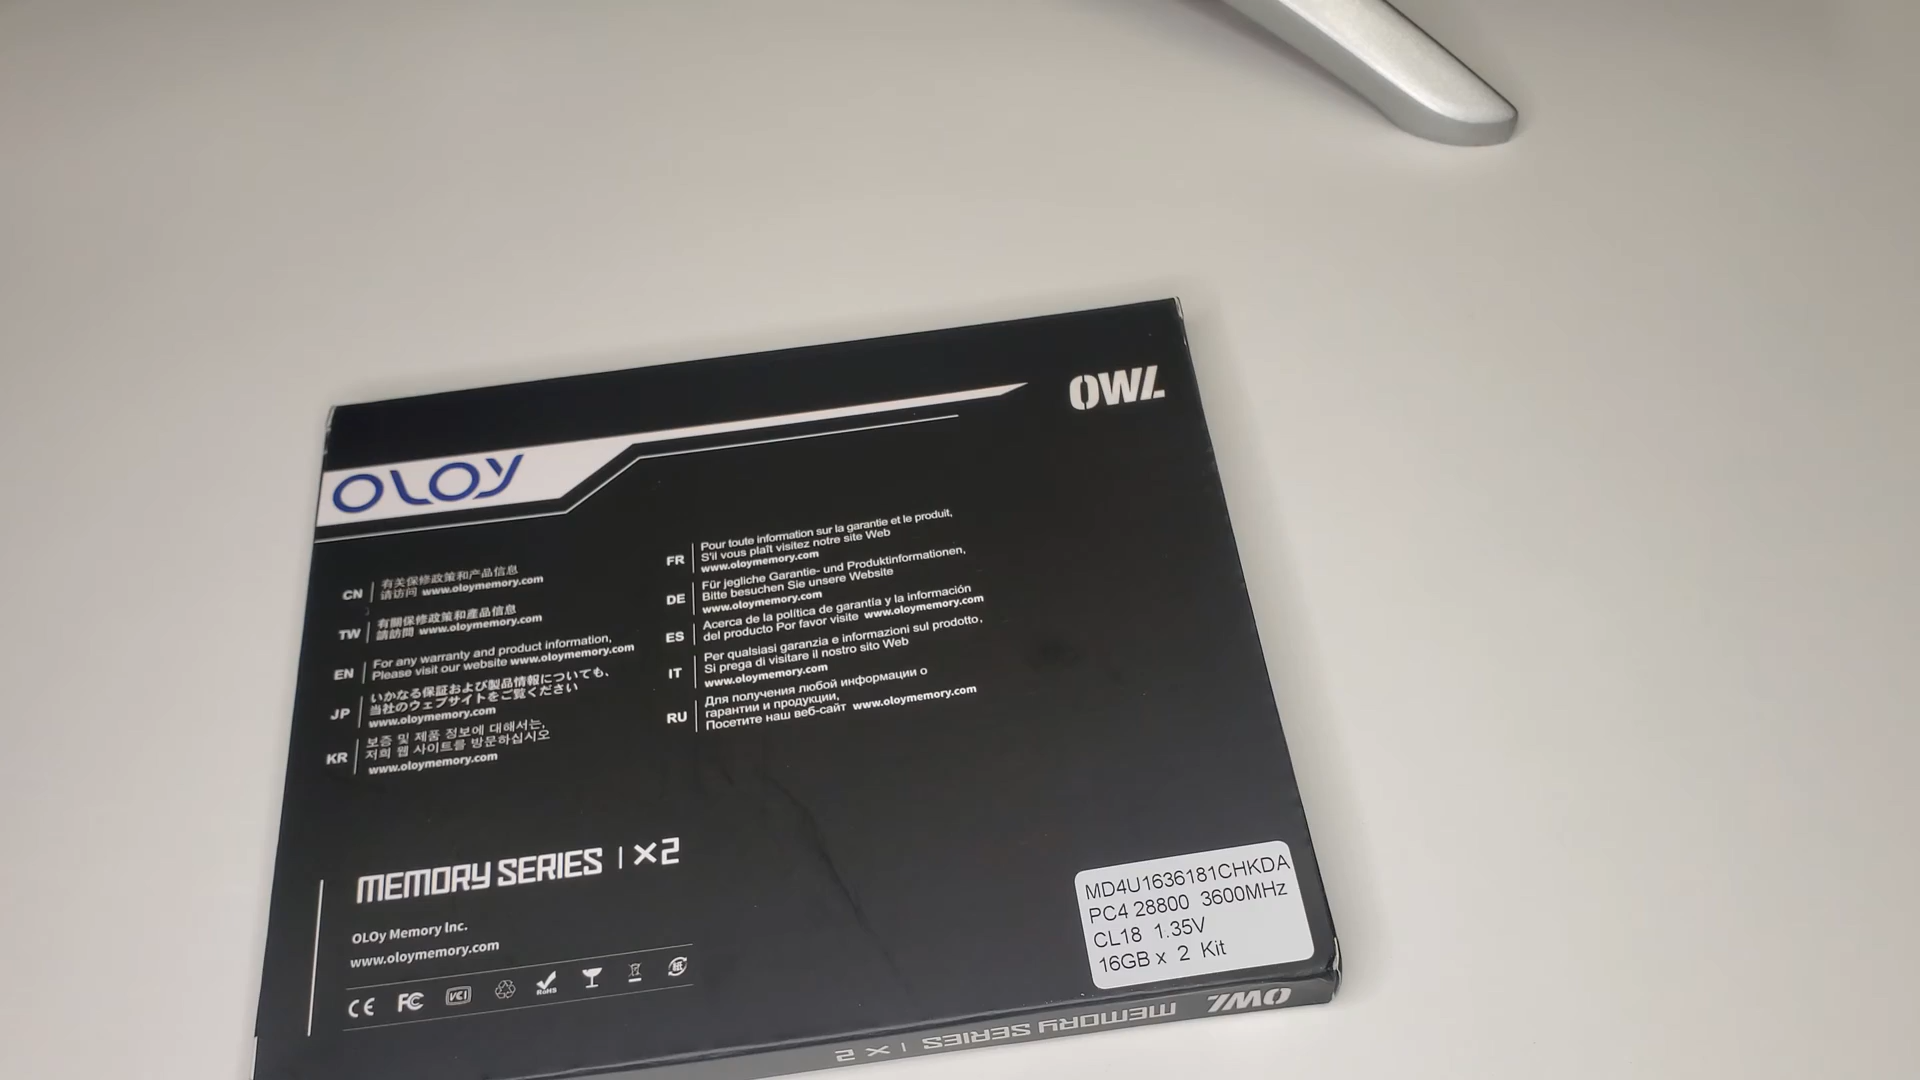 OWL
OLOy
CN
有关保修政策和产品信息
请访问 www.oloymemory.com
TW
有關保修政策和產品信息
請訪問 www.oloymemory.com
EN
For any warranty and product information,
Please visit our website www.oloymemory.com
JP
いかなる保証および製品情報についても、
当社のウェブサイトをご覧ください
www.oloymemory.com
KR
보증 및 제품 정보에 대해서는,
저희 웹 사이트를 방문하십시오
www.oloymemory.com
FR
Pour toute information sur la garantie et le produit,
S'il vous plaît visitez notre site Web
www.oloymemory.com
DE
Für jegliche Garantie- und Produktinformationen,
Bitte besuchen Sie unsere Website
www.oloymemory.com
ES
Acerca de la política de garantía y la información
del producto Por favor visite www.oloymemory.com
IT
Per qualsiasi garanzia e informazioni sul prodotto,
Si prega di visitare il nostro sito Web
www.oloymemory.com
RU
Для получения любой информации о
гарантии и продукции,
Посетите наш веб-сайт www.oloymemory.com
MEMORY SERIES | X2
OLOy Memory Inc.
www.oloymemory.com
CE FC VCI RoHS
MD4U1636181CHKDA
PC4 28800 3600MHz
CL18 1.35V
16GB x 2 Kit
OWL
MEMORY SERIES | X2